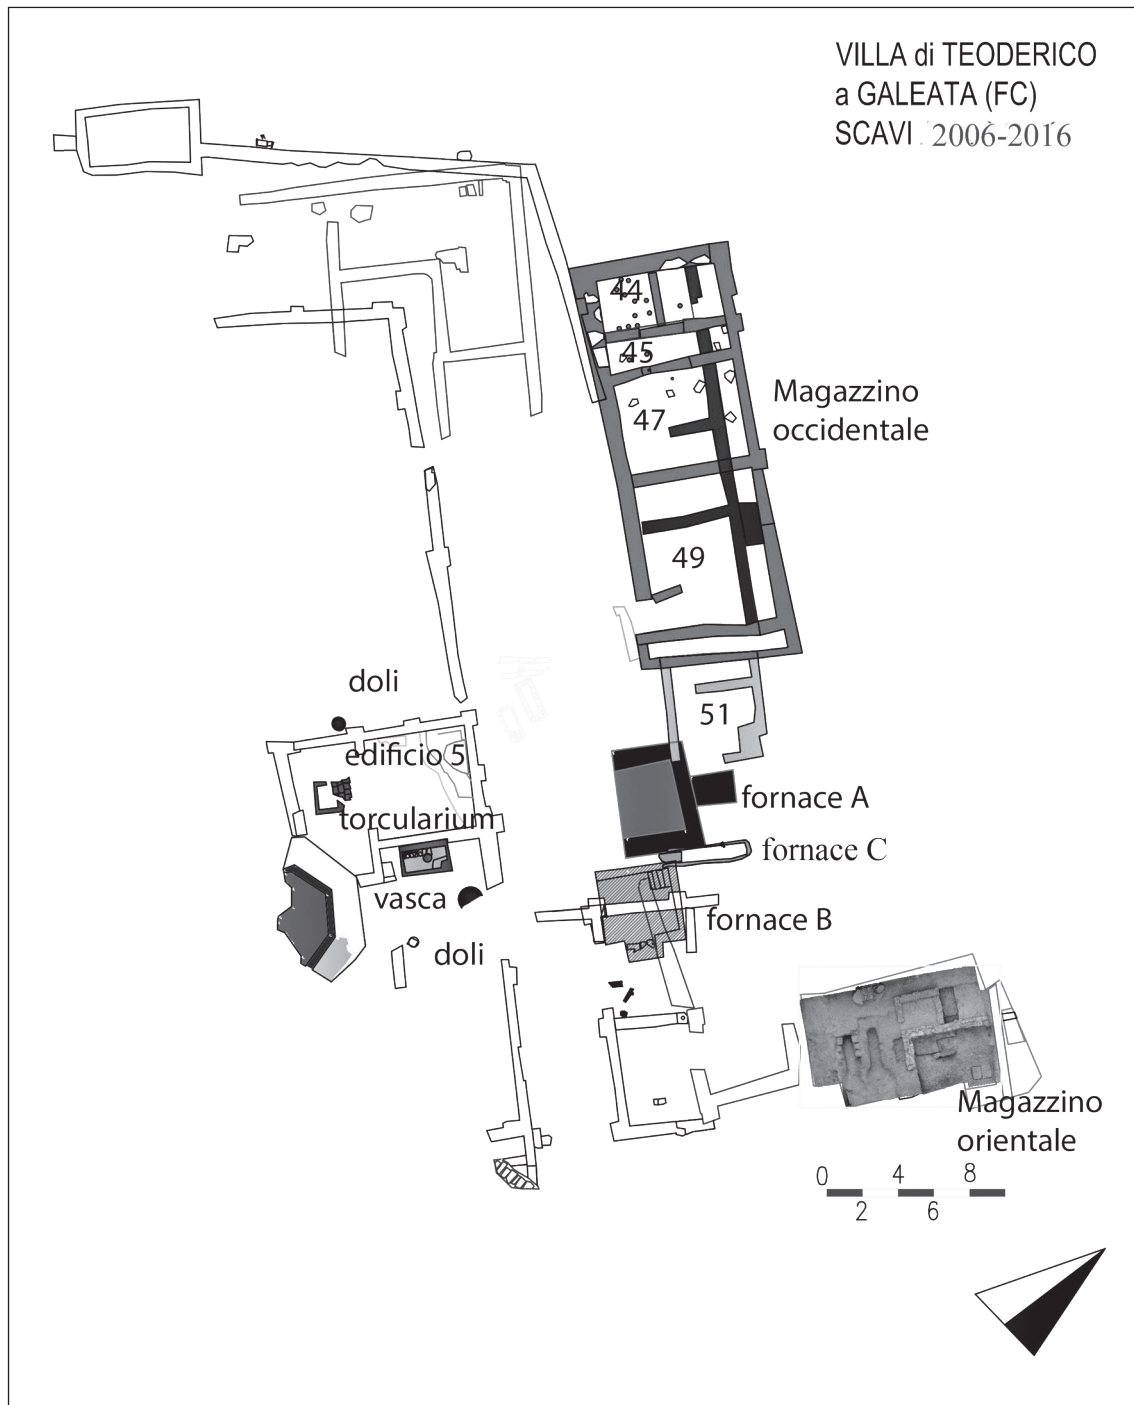 VILLA di TEODERICO
a GALEATA (FC)
SCAVI 2006-2016
44
45
47
Magazzino
occidentale
49
51
doli
edificio 5
torcularium
vasca
doli
fornace A
fornace C
fornace B
Magazzino
orientale
0 4 8
2 6